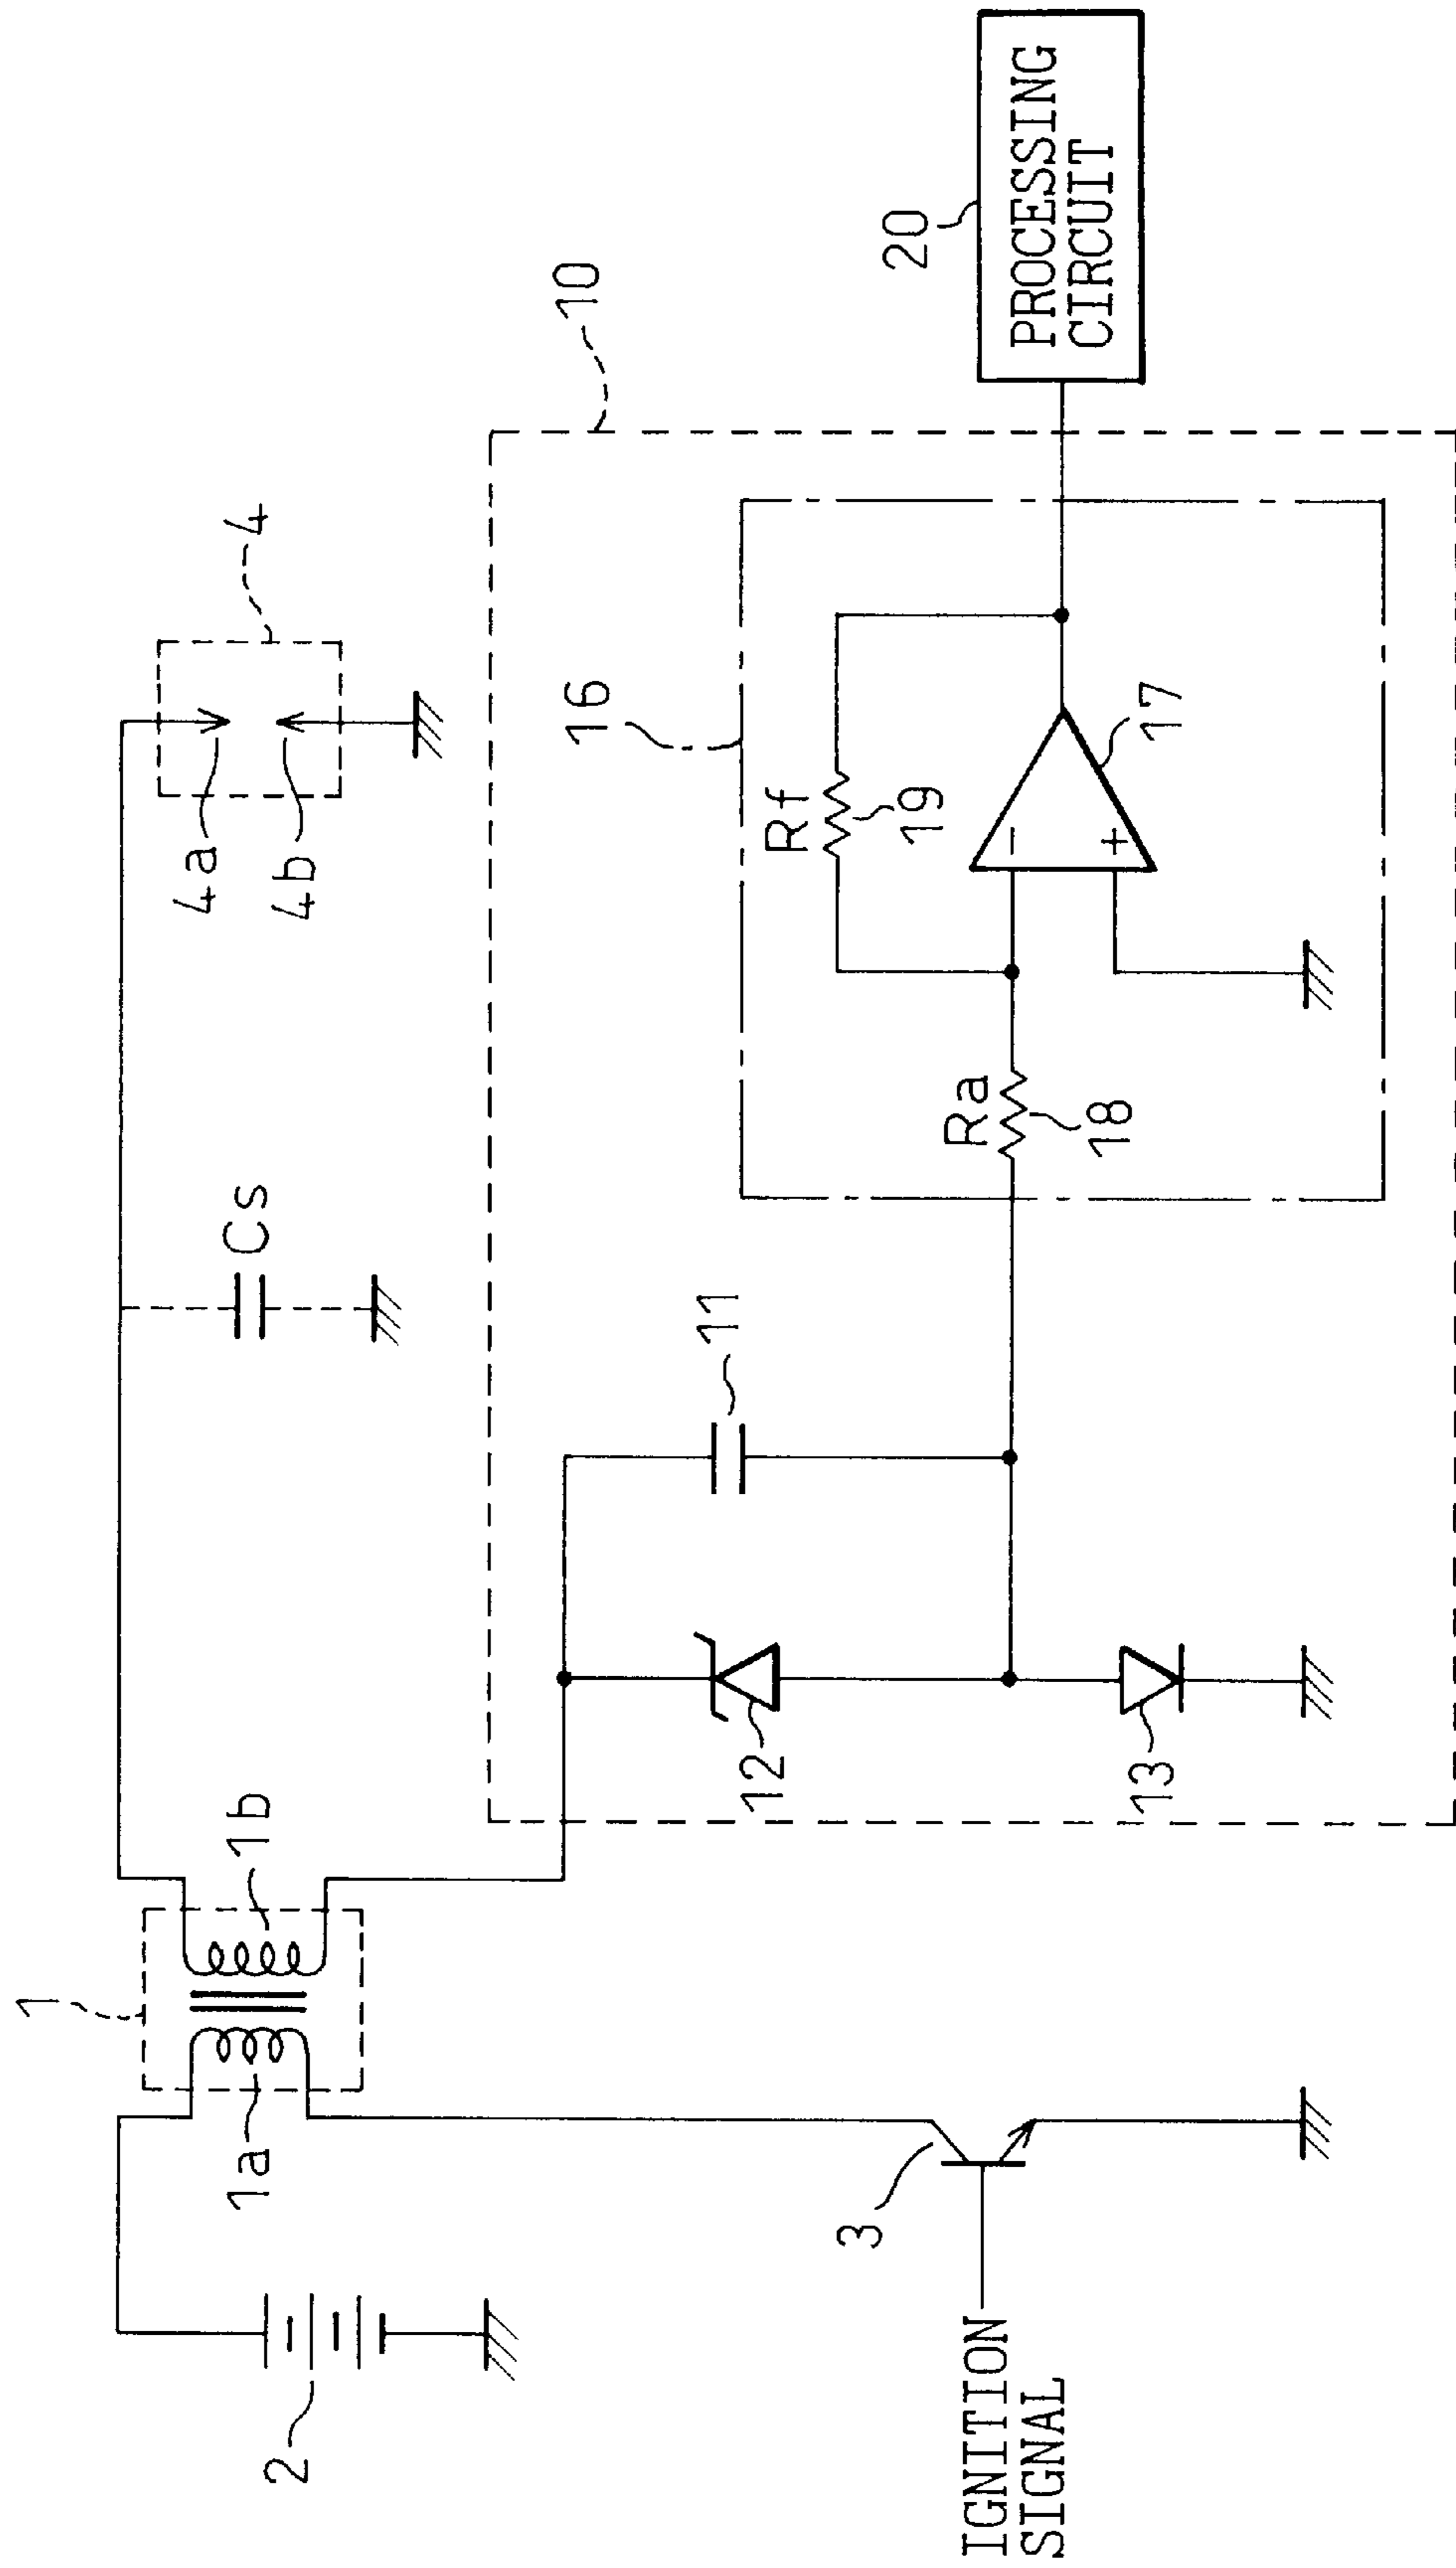 1
1a
1b
2
3
IGNITION
SIGNAL
Cs
4
4a
4b
10
11
12
13
16
Ra
18
Rf
19
17
20
PROCESSING
CIRCUIT
−
+